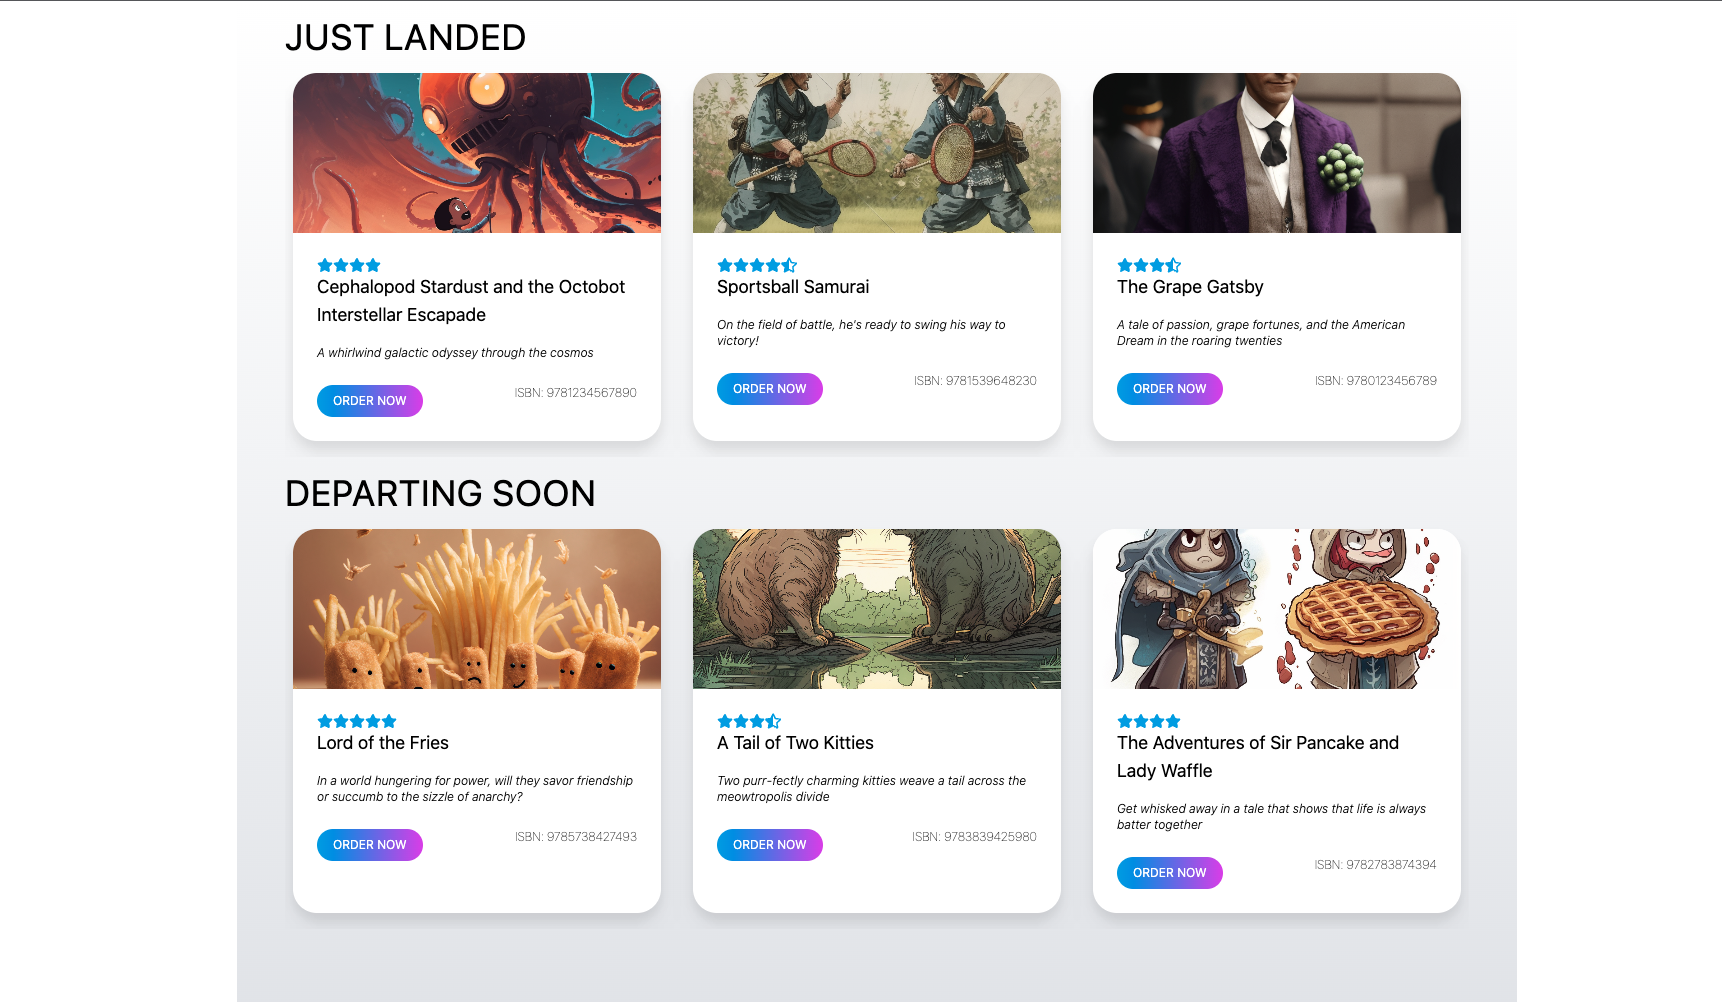 JUST LANDED
Cephalopod Stardust and the Octobot
Interstellar Escapade
A whirlwind galactic odyssey through the cosmos
ORDER NOW
ISBN: 9781234567890
Sportsball Samurai
On the field of battle, he's ready to swing his way to
victory!
ORDER NOW
ISBN: 9781539648230
The Grape Gatsby
A tale of passion, grape fortunes, and the American
Dream in the roaring twenties
ORDER NOW
ISBN: 9780123456789
DEPARTING SOON
Lord of the Fries
In a world hungering for power, will they savor friendship
or succumb to the sizzle of anarchy?
ORDER NOW
ISBN: 9785738427493
A Tail of Two Kitties
Two purr-fectly charming kitties weave a tail across the
meowtropolis divide
ORDER NOW
ISBN: 9783839425980
The Adventures of Sir Pancake and
Lady Waffle
Get whisked away in a tale that shows that life is always
batter together
ORDER NOW
ISBN: 9782783874394